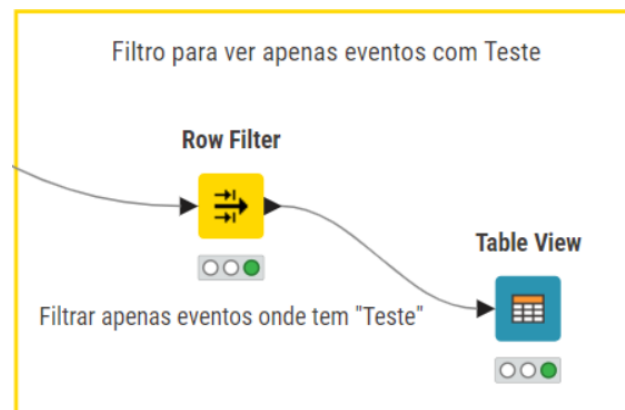 Filtro para ver apenas eventos com Teste
Row Filter
Table View
Filtrar apenas eventos onde tem "Teste"